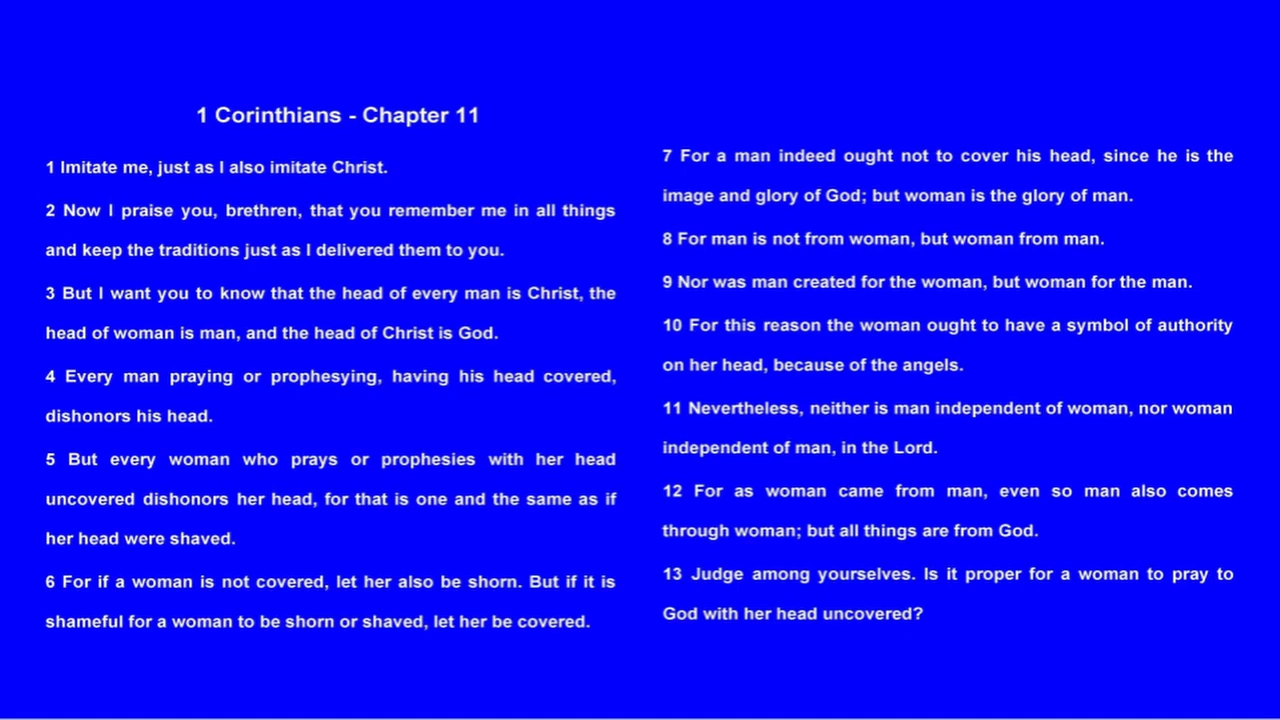 1 Corinthians - Chapter 11
1 Imitate me, just as I also imitate Christ.
2 Now I praise you, brethren, that you remember me in all things
and keep the traditions just as I delivered them to you.
3 But I want you to know that the head of every man is Christ, the
head of woman is man, and the head of Christ is God.
4 Every man praying or prophesying, having his head covered,
dishonors his head.
5 But every woman who prays or prophesies with her head
uncovered dishonors her head, for that is one and the same as if
her head were shaved.
6 For if a woman is not covered, let her also be shorn. But if it is
shameful for a woman to be shorn or shaved, let her be covered.
7 For a man indeed ought not to cover his head, since he is the
image and glory of God; but woman is the glory of man.
8 For man is not from woman, but woman from man.
9 Nor was man created for the woman, but woman for the man.
10 For this reason the woman ought to have a symbol of authority
on her head, because of the angels.
11 Nevertheless, neither is man independent of woman, nor woman
independent of man, in the Lord.
12 For as woman came from man, even so man also comes
through woman; but all things are from God.
13 Judge among yourselves. Is it proper for a woman to pray to
God with her head uncovered?